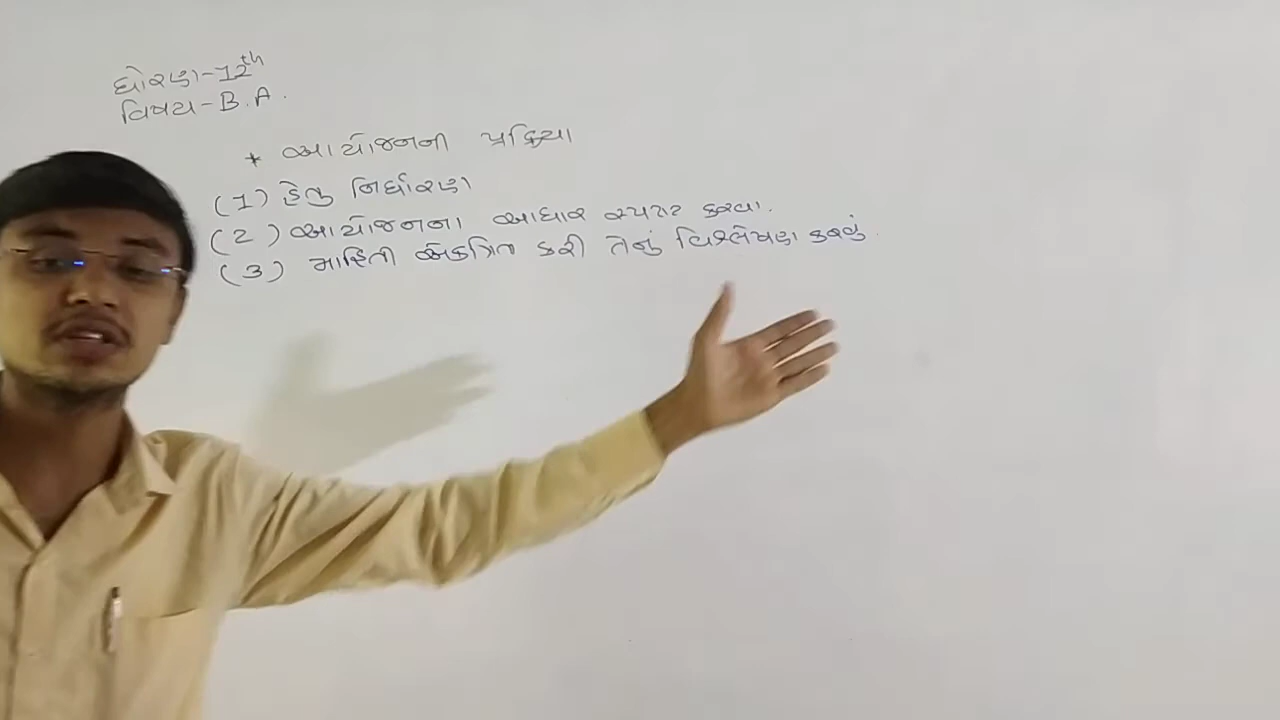 ધોરણ-12th
વિષય-B.A.
* આયોજનની પ્રક્રિયા
(1) હેતુ નિર્ધારણ
(2) આયોજનના આધાર સ્પષ્ટ કરવા.
(3) માહિતી એકત્રિત કરી તેનું વિશ્લેષણ કરવું.